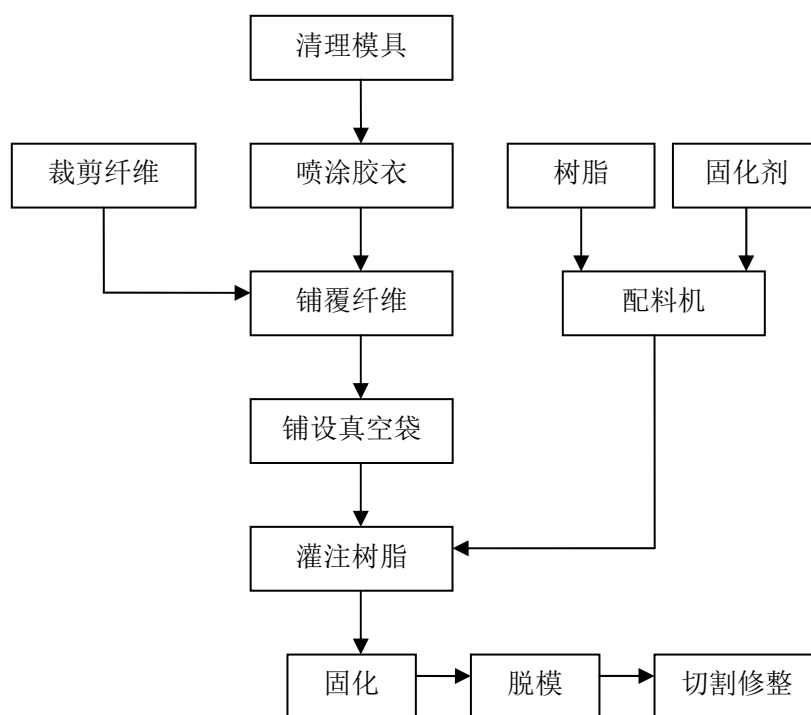 清理模具
裁剪纤维
喷涂胶衣
树脂
固化剂
铺覆纤维
配料机
铺设真空袋
灌注树脂
固化
脱模
切割修整